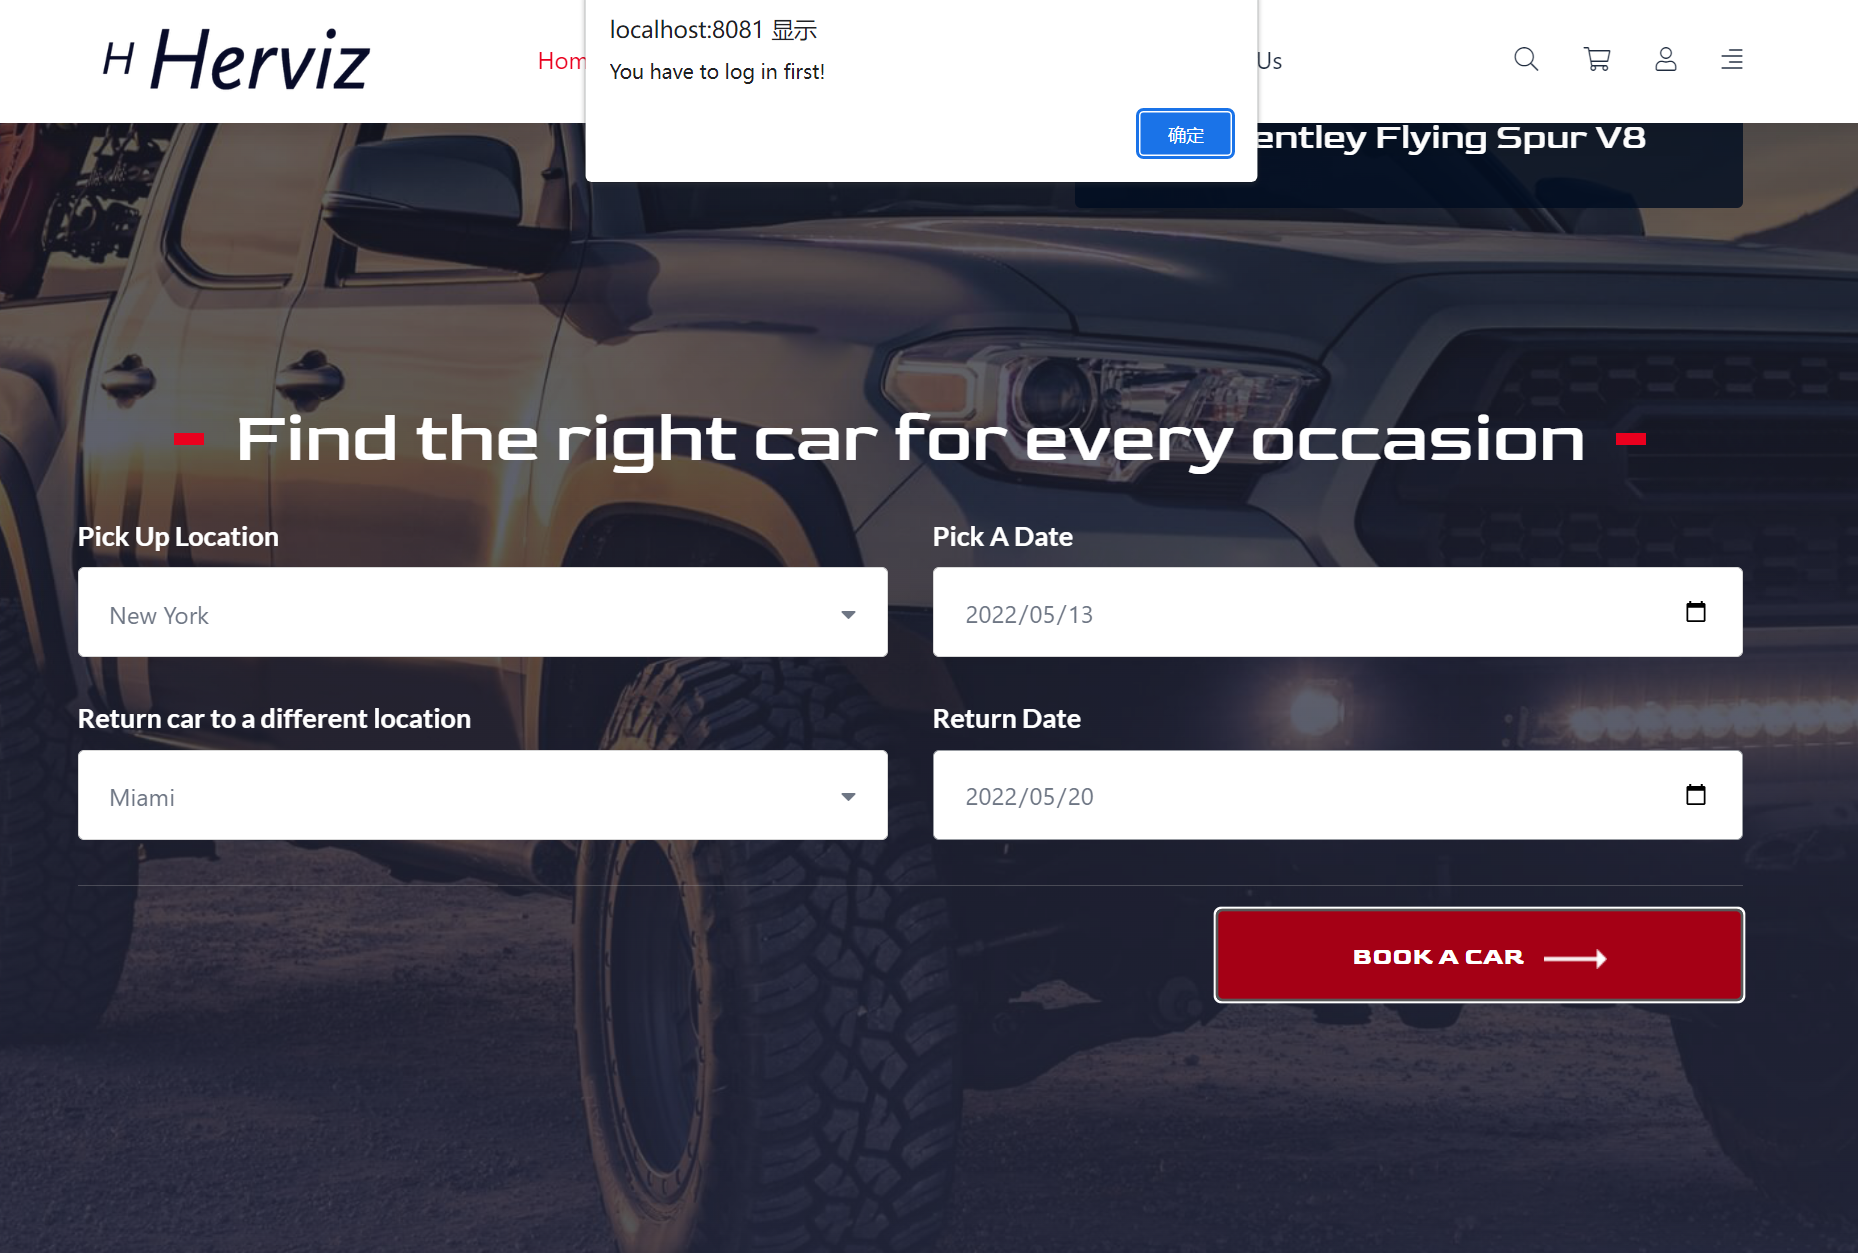 H Herviz
Hom
Us
localhost:8081 显示
You have to log in first!
确定
entley Flying Spur V8
- Find the right car for every occasion -
Pick Up Location
Pick A Date
New York
2022/05/13
Return car to a different location
Return Date
Miami
2022/05/20
BOOK A CAR